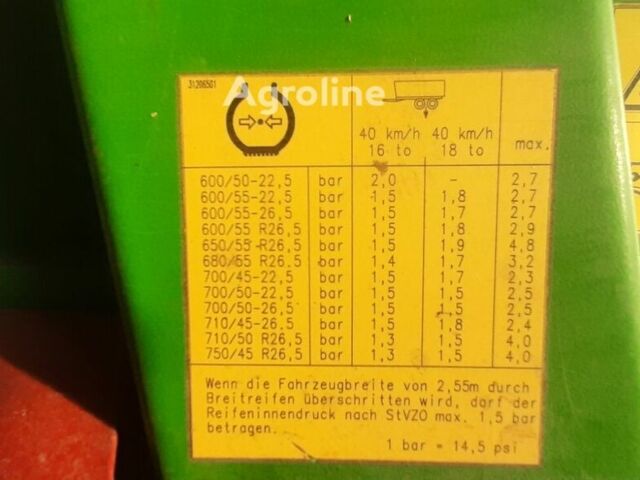 Agroline
31206501
40 km/h 40 km/h
16 to 18 to max.
600/50-22,5 bar 2,0 - 2,7
600/55-22,5 bar 1,5 1,8 2,7
600/55-26,5 bar 1,5 1,7 2,7
600/55 R26,5 bar 1,5 1,8 2,9
650/55 R26,5 bar 1,5 1,9 4,8
680/55 R26,5 bar 1,4 1,7 3,2
700/45-22,5 bar 1,5 1,7 2,3
700/50-22,5 bar 1,5 1,5 2,5
700/50-26,5 bar 1,5 1,5 2,5
710/45-26,5 bar 1,5 1,8 2,4
710/50 R26,5 bar 1,3 1,5 4,0
750/45 R26,5 bar 1,3 1,5 4,0
Wenn die Fahrzeugbreite von 2,55m durch
Breitreifen überschritten wird, darf der
Reifeninnendruck nach StVZO max. 1,5 bar
betragen.
1 bar = 14,5 psi